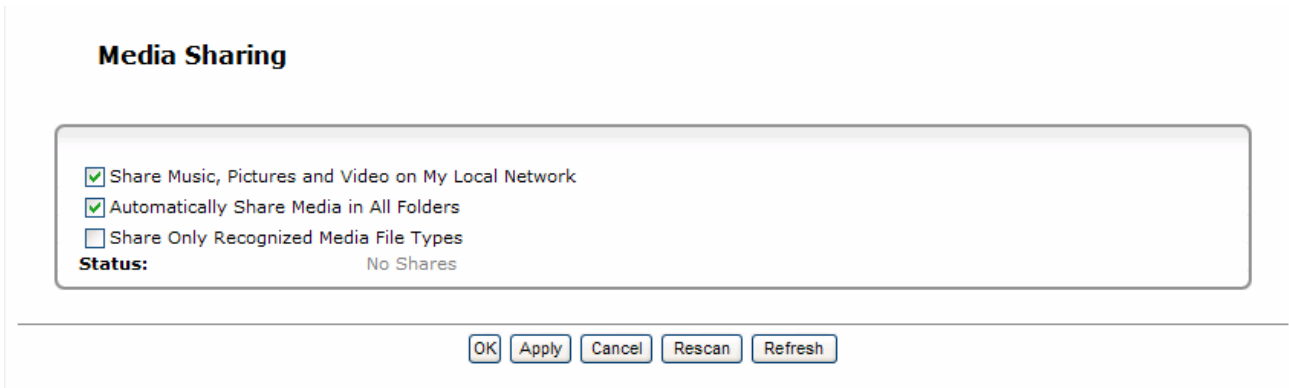 Media Sharing
Share Music, Pictures and Video on My Local Network
Automatically Share Media in All Folders
Share Only Recognized Media File Types
Status: No Shares
OK Apply Cancel Rescan Refresh